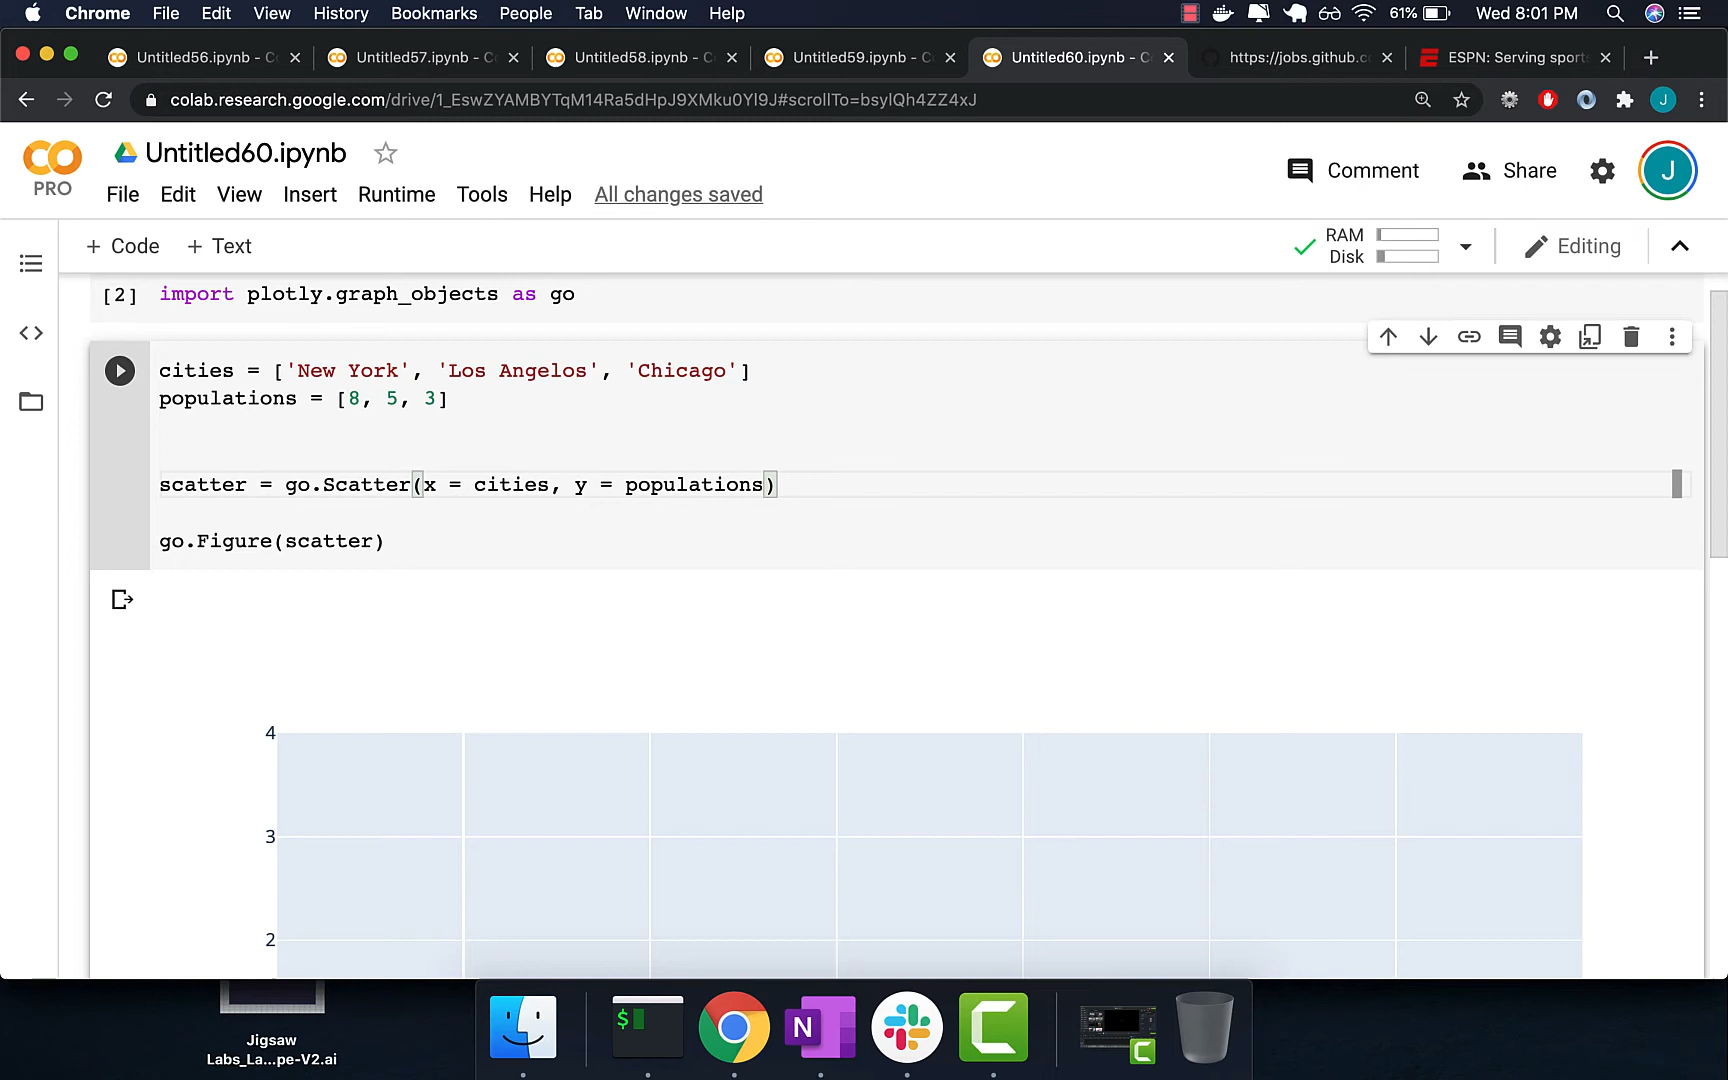 Chrome File Edit View History Bookmarks People Tab Window Help 61% Wed 8:01 PM
Untitled56.ipynb - C Untitled57.ipynb - C Untitled58.ipynb - C Untitled59.ipynb - C Untitled60.ipynb - C https://jobs.github.c ESPN: Serving sports
colab.research.google.com/drive/1_EswZYAMBYTqM14Ra5dHpJ9XMku0Yl9J#scrollTo=bsylQh4ZZ4xJ J
Untitled60.ipynb
PRO
Comment Share J
File Edit View Insert Runtime Tools Help All changes saved
+ Code + Text
RAM
Disk
Editing
[2] import plotly.graph_objects as go
cities = ['New York', 'Los Angelos', 'Chicago']
populations = [8, 5, 3]
scatter = go.Scatter(x = cities, y = populations)
go.Figure(scatter)
4
3
2
$
N
C
C
Jigsaw
Labs_La...pe-V2.ai